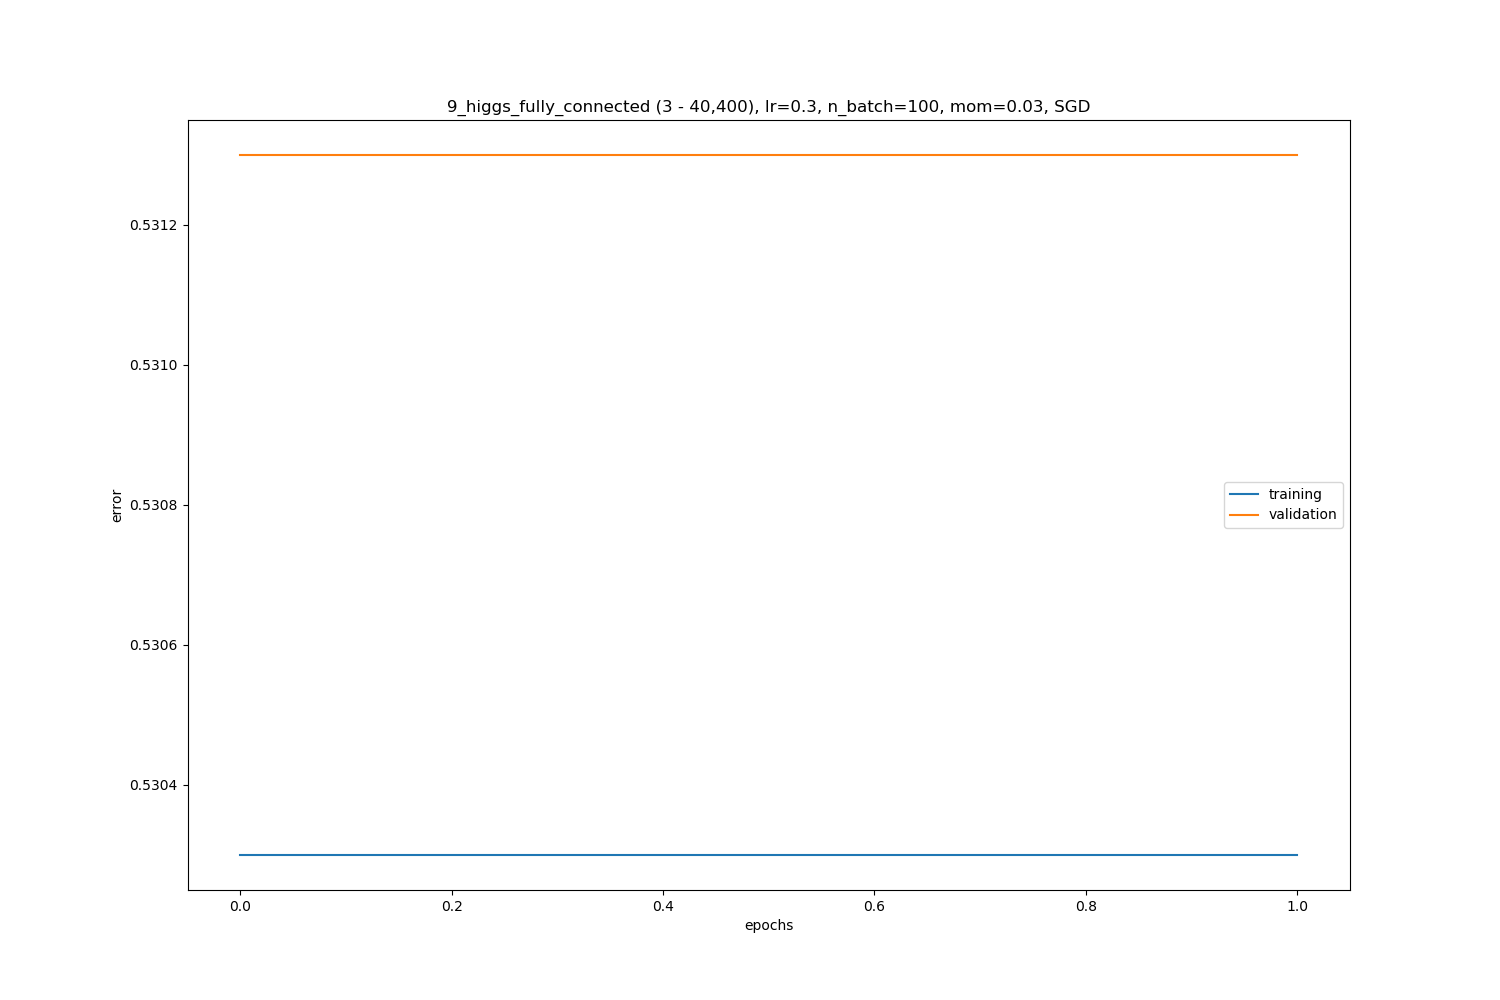 9_higgs_fully_connected (3 - 40,400), lr=0.3, n_batch=100, mom=0.03, SGD
0.5312
0.5310
0.5308
0.5306
0.5304
error
training
validation
0.0 0.2 0.4 0.6 0.8 1.0
epochs